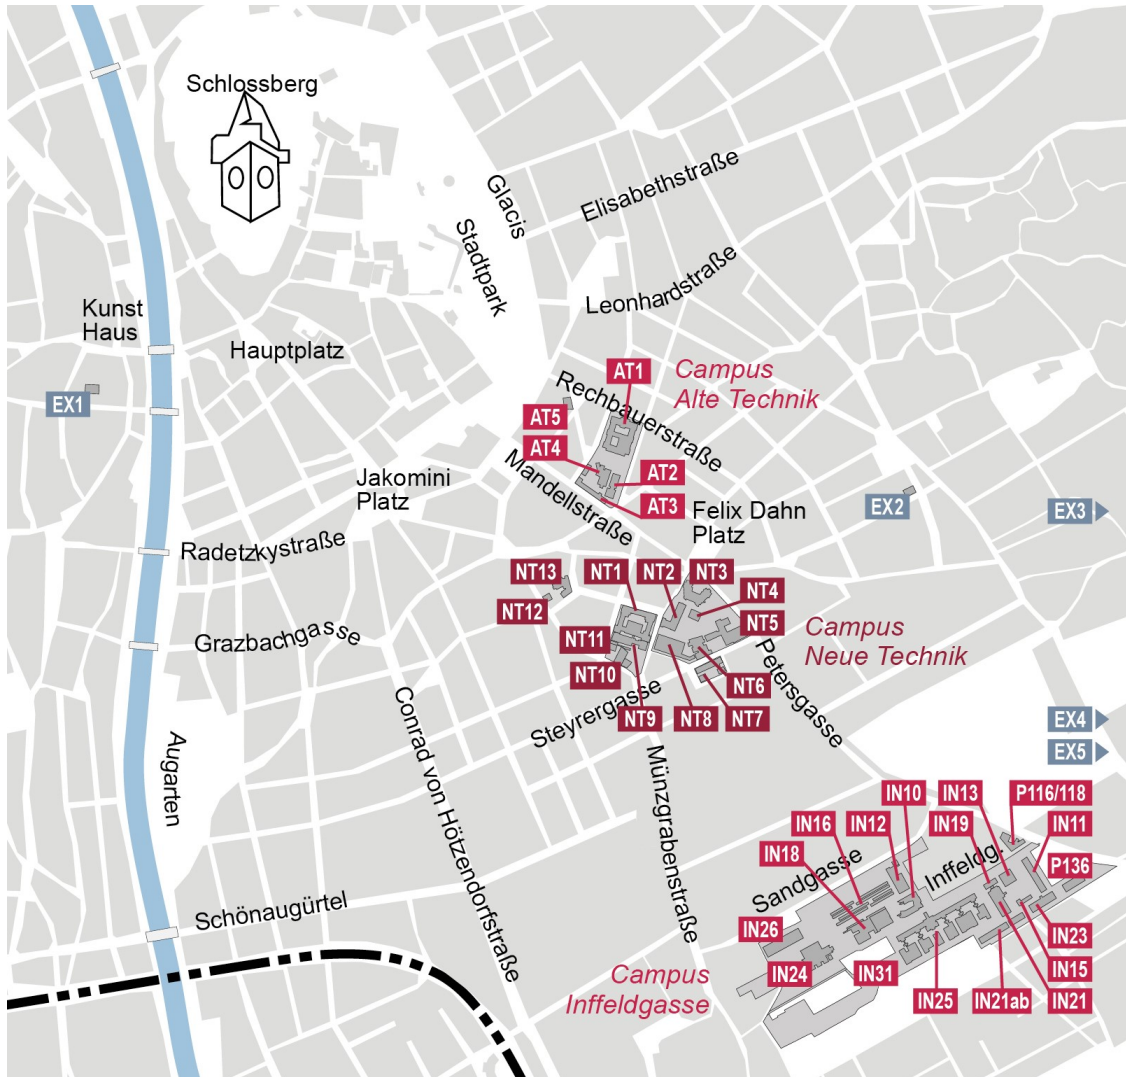 Schlossberg
Glacis
Elisabethstraße
Stadtpark
Leonhardstraße
Kunst
Haus
Hauptplatz
EX1
AT1
Campus
Alte Technik
Rechbauerstraße
AT5
AT4
AT2
AT3
Mandellstraße
Jakomini
Platz
Felix Dahn
Platz
EX2
EX3
Radetzkystraße
NT13
NT1
NT2
NT3
NT4
NT12
NT5
Grazbachgasse
NT11
Campus
Neue Technik
NT10
NT6
Petersgasse
Steyrergasse
NT9
NT8
NT7
EX4
EX5
Augarten
Conrad von Hötzendorfstraße
Münzgrabenstraße
IN10
IN13
P116/118
IN16
IN12
IN19
IN11
IN18
Sandgasse
Inffeldg.
P136
Schönaugürtel
IN26
IN23
Campus
Inffeldgasse
IN24
IN31
IN15
IN25
IN21ab
IN21